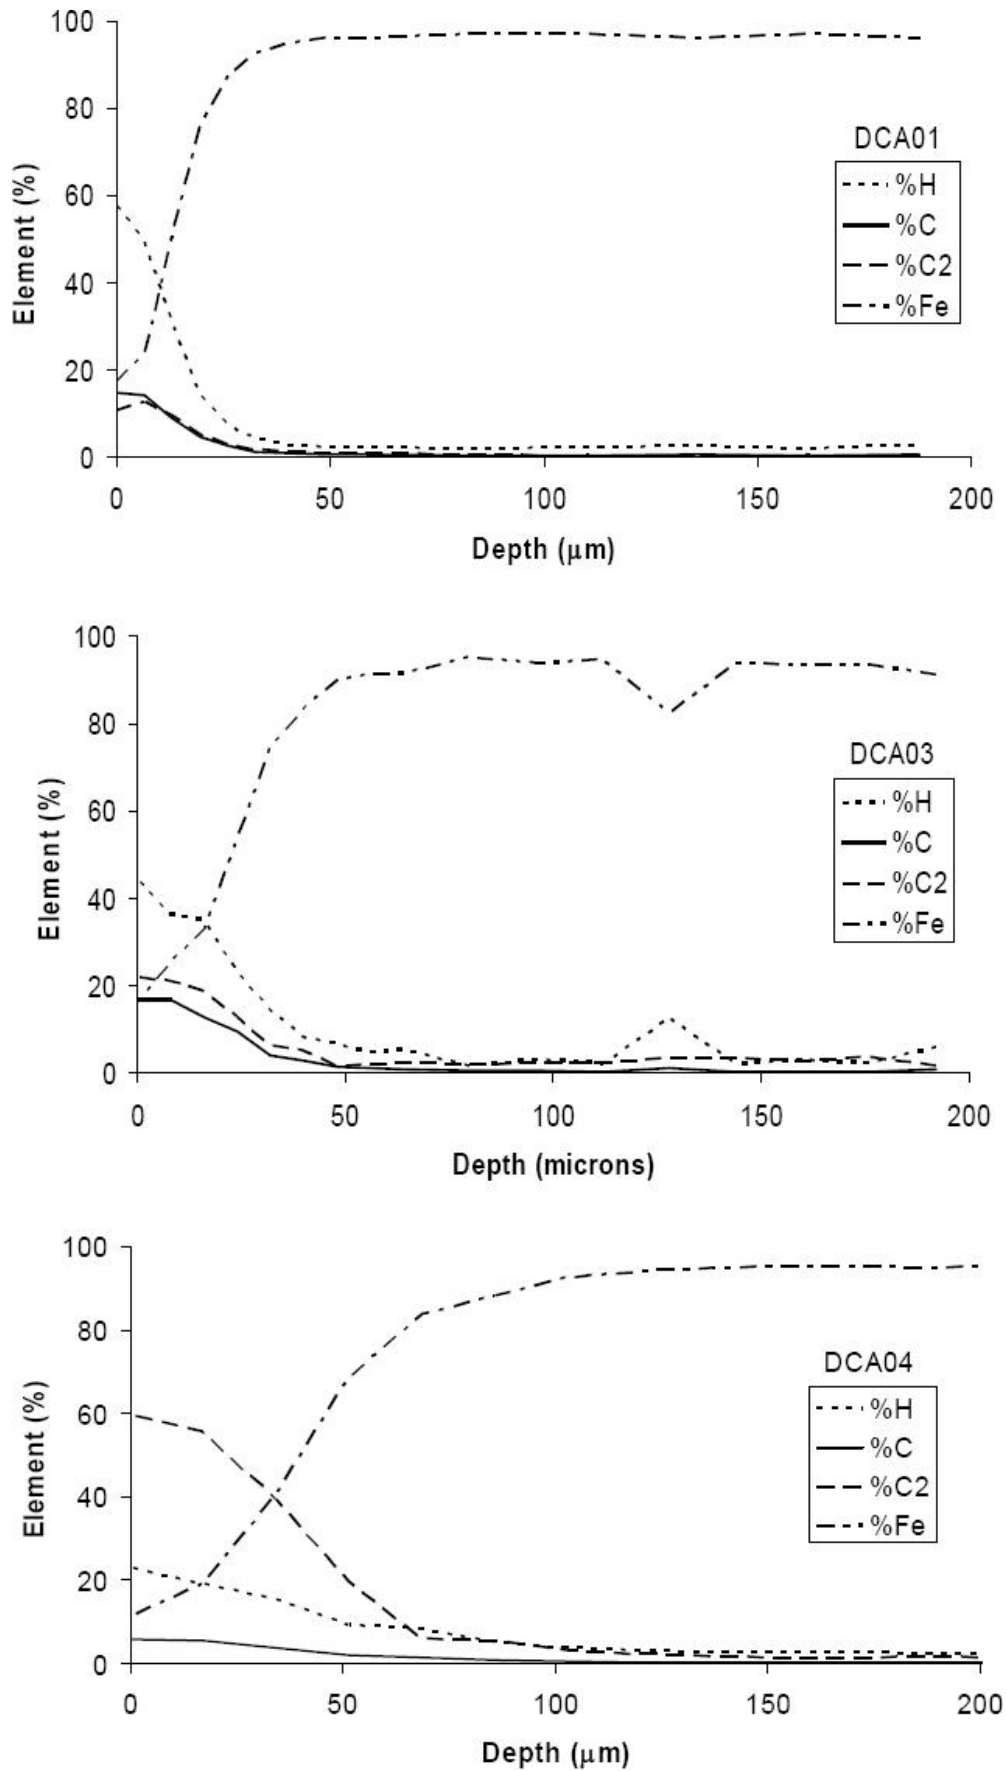 100
80
60
40
20
0
Element (%)
DCA01
%H
%C
%C2
%Fe
0 50 100 150 200
Depth (μm)
100
80
60
40
20
0
Element (%)
DCA03
%H
%C
%C2
%Fe
0 50 100 150 200
Depth (microns)
100
80
60
40
20
0
Element (%)
DCA04
%H
%C
%C2
%Fe
0 50 100 150 200
Depth (μm)